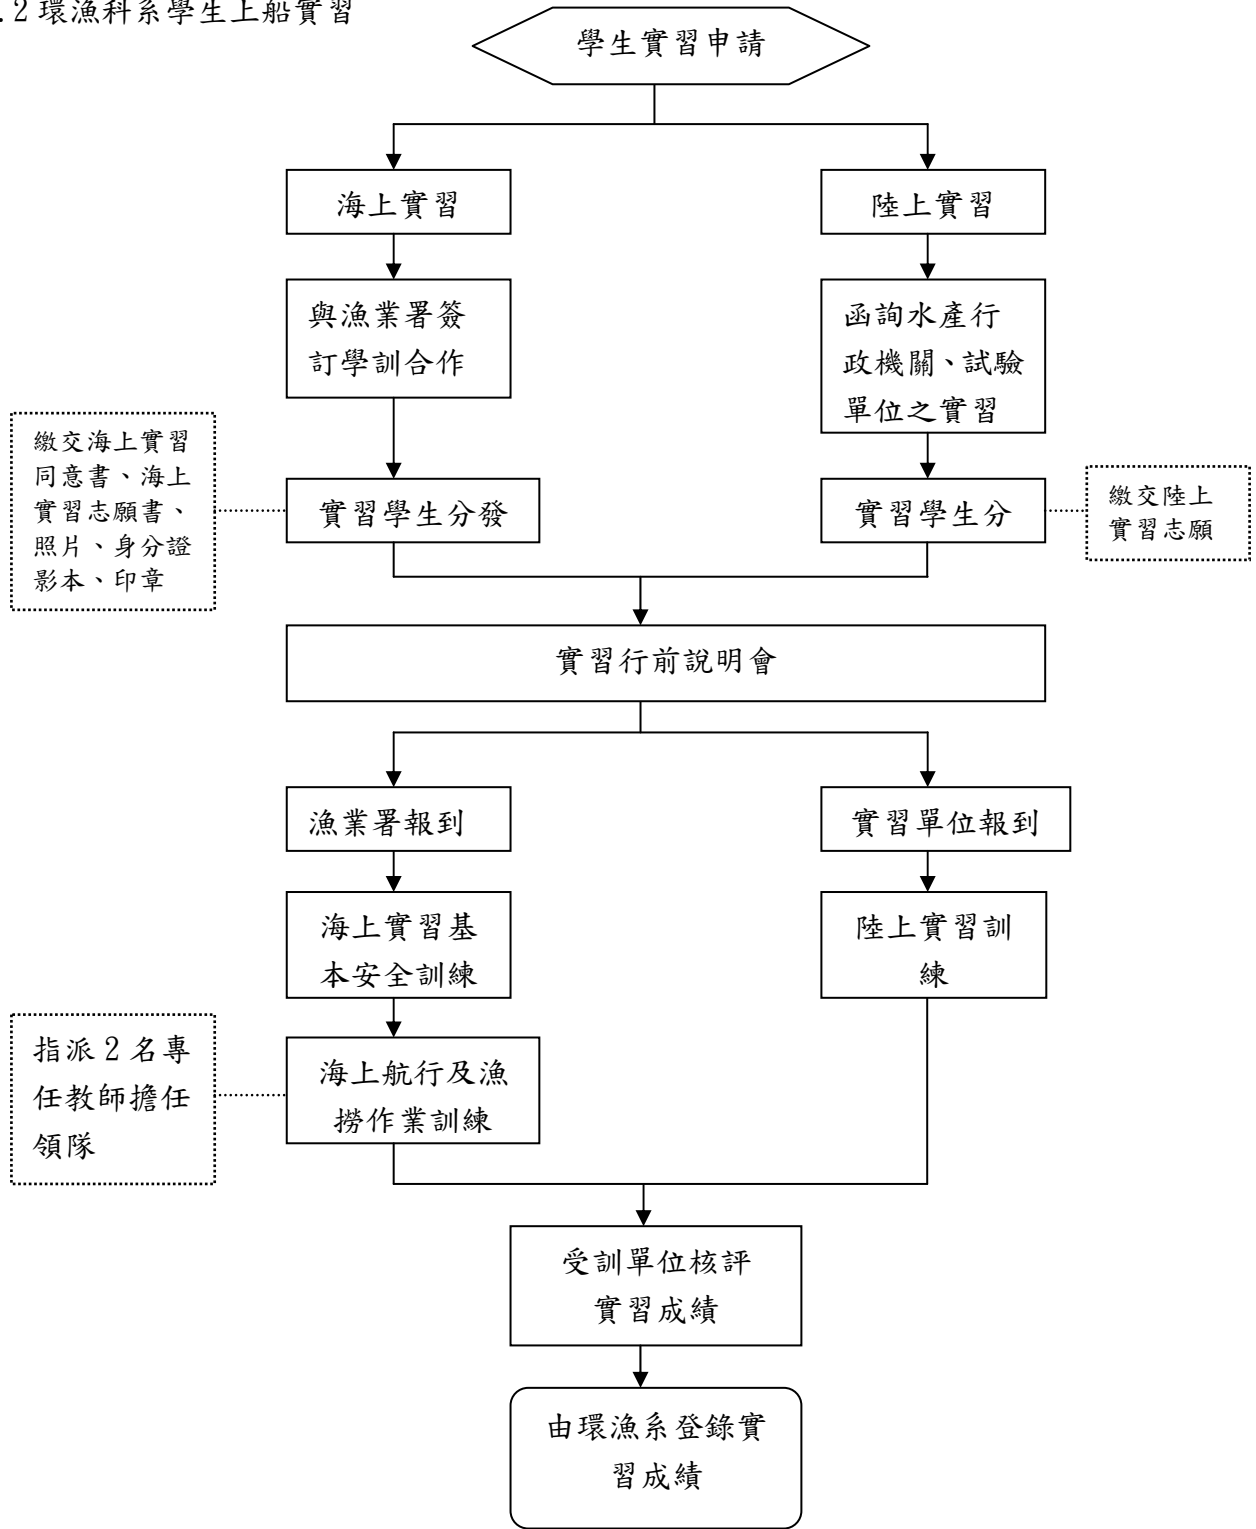 .2環漁科系學生上船實習
學生實習申請
海上實習
陸上實習
與漁業署簽
訂學訓合作
函詢水產行
政機關、試驗
單位之實習
繳交海上實習
同意書、海上
實習志願書、
照片、身分證
影本、印章
實習學生分發
實習學生分
繳交陸上
實習志願
實習行前說明會
漁業署報到
實習單位報到
海上實習基
本安全訓練
陸上實習訓
練
指派2名專
任教師擔任
領隊
海上航行及漁
撈作業訓練
受訓單位核評
實習成績
由環漁系登錄實
習成績